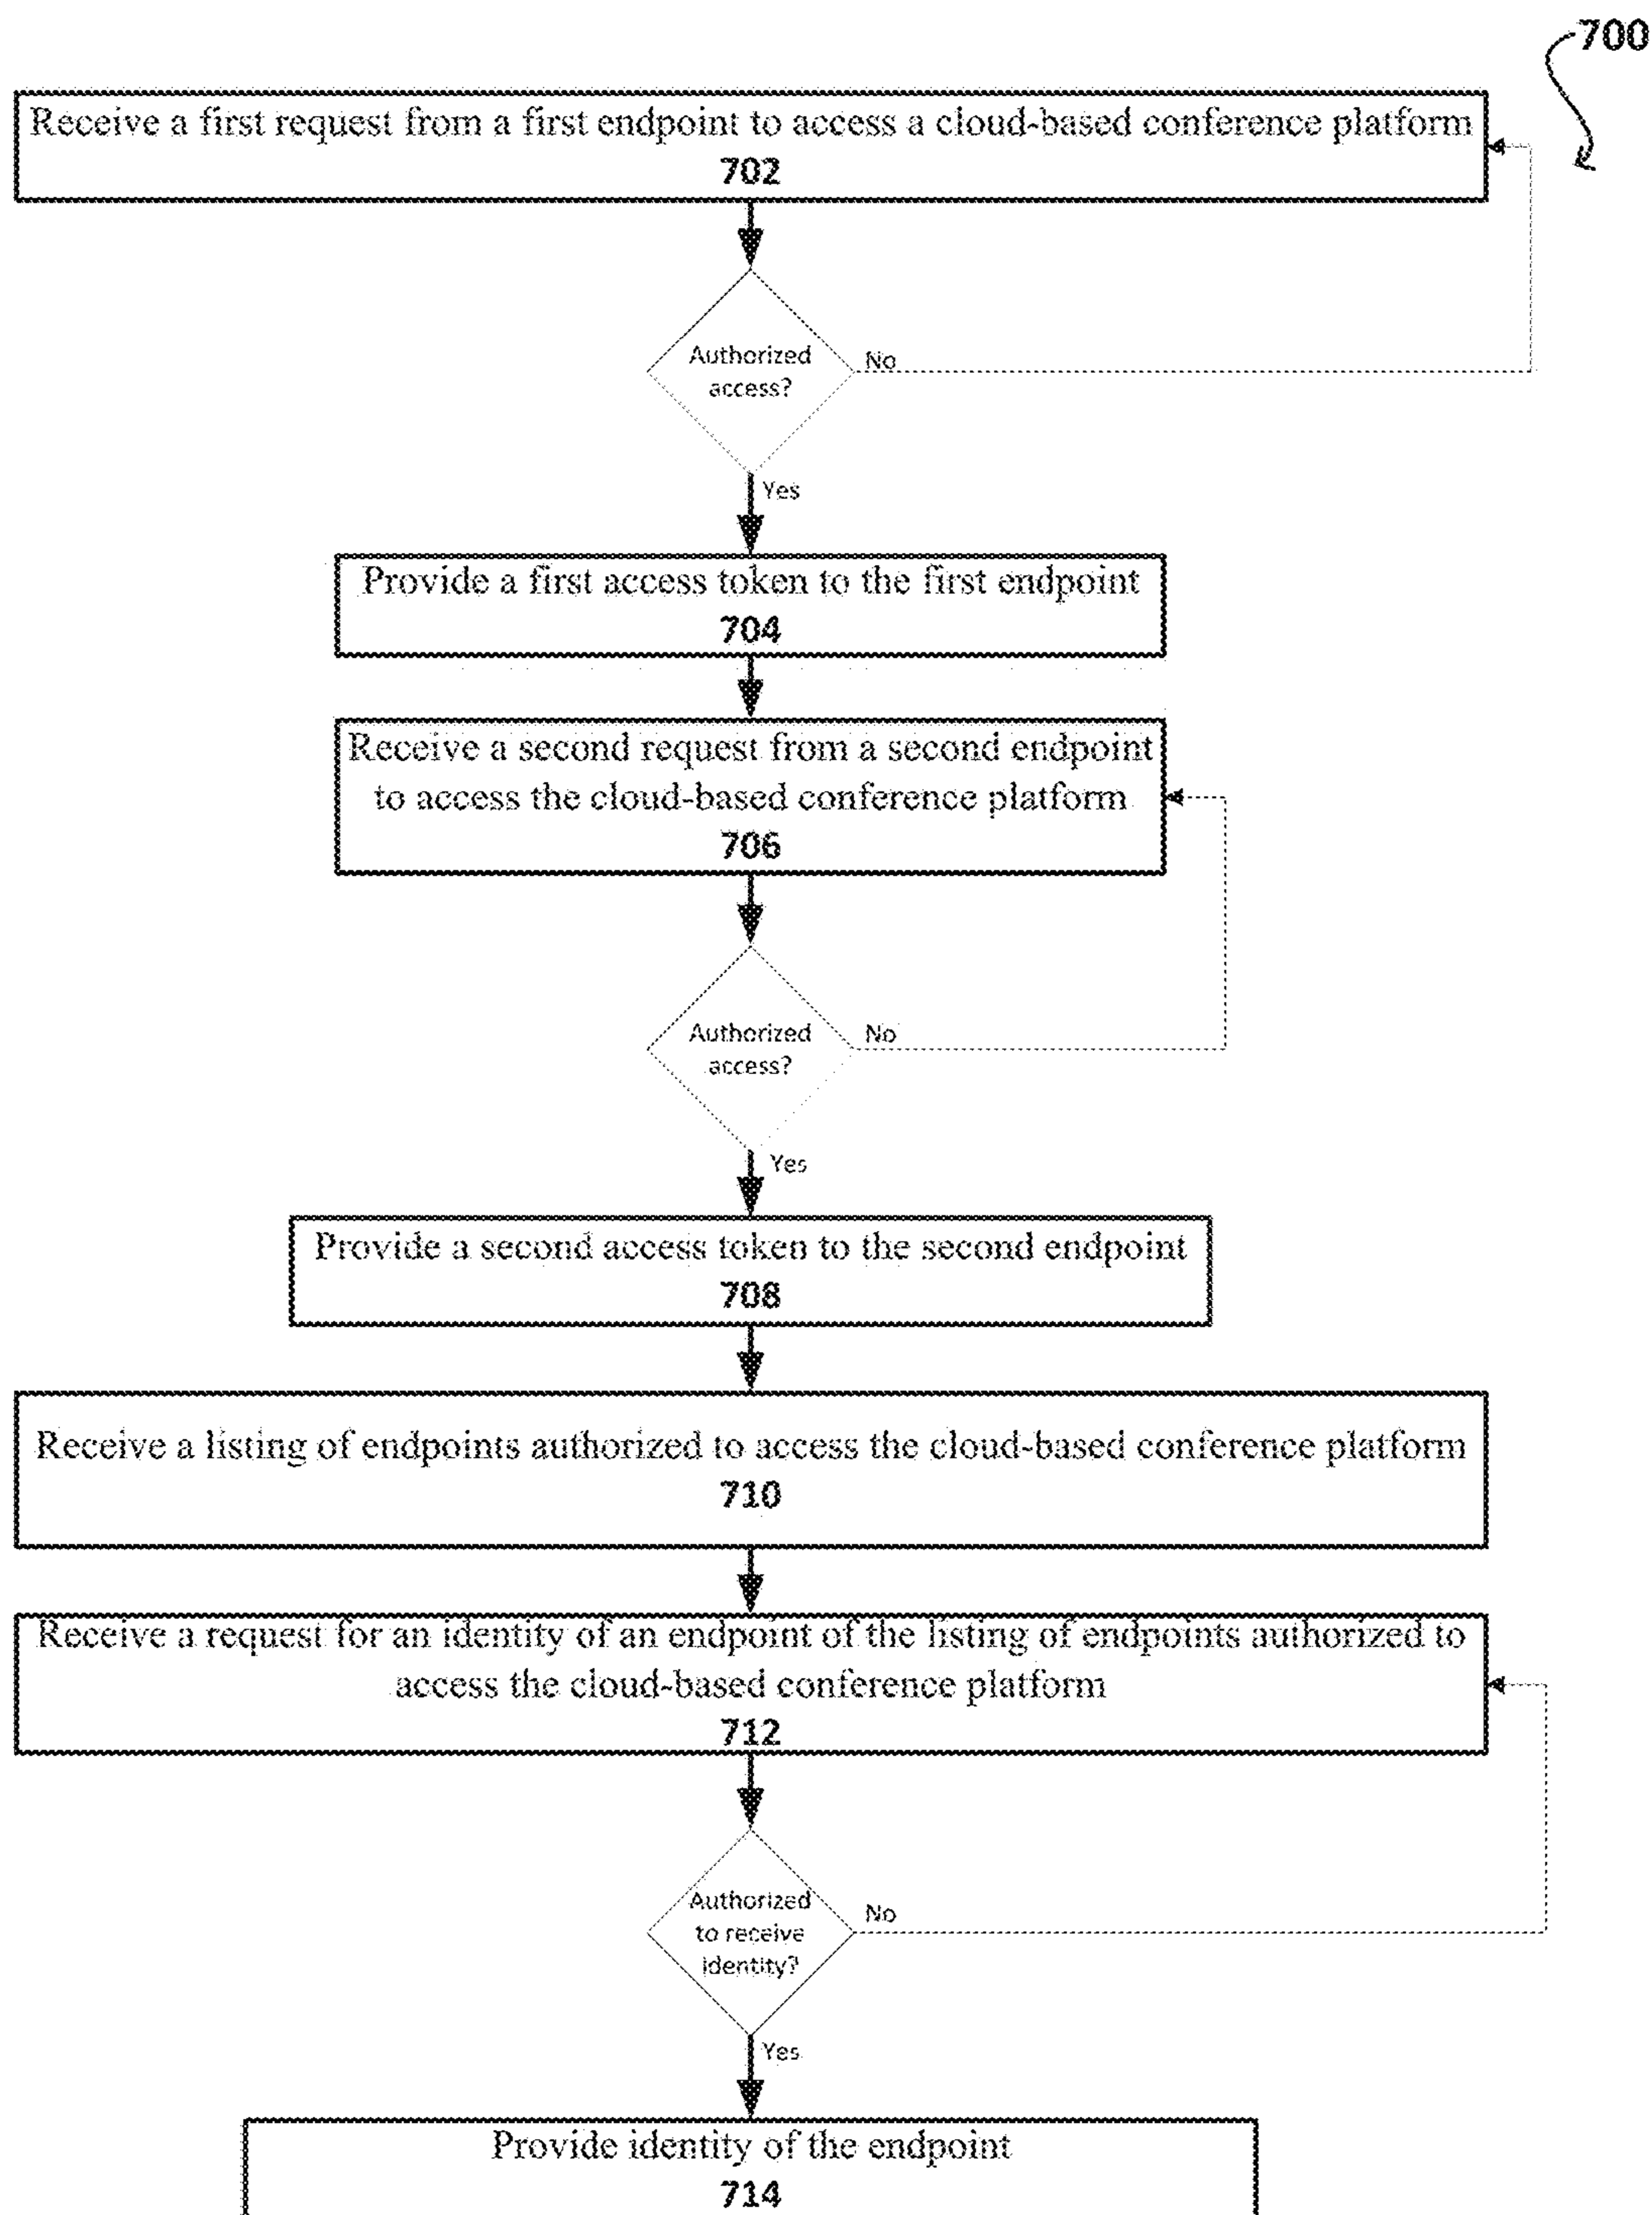 700
Receive a first request from a first endpoint to access a cloud-based conference platform
702
Authorized
access?
No
Yes
Provide a first access token to the first endpoint
704
Receive a second request from a second endpoint
to access the cloud-based conference platform
706
Authorized
access?
No
Yes
Provide a second access token to the second endpoint
708
Receive a listing of endpoints authorized to access the cloud-based conference platform
710
Receive a request for an identity of an endpoint of the listing of endpoints authorized to
access the cloud-based conference platform
712
Authorized
to receive
identity?
No
Yes
Provide identity of the endpoint
714